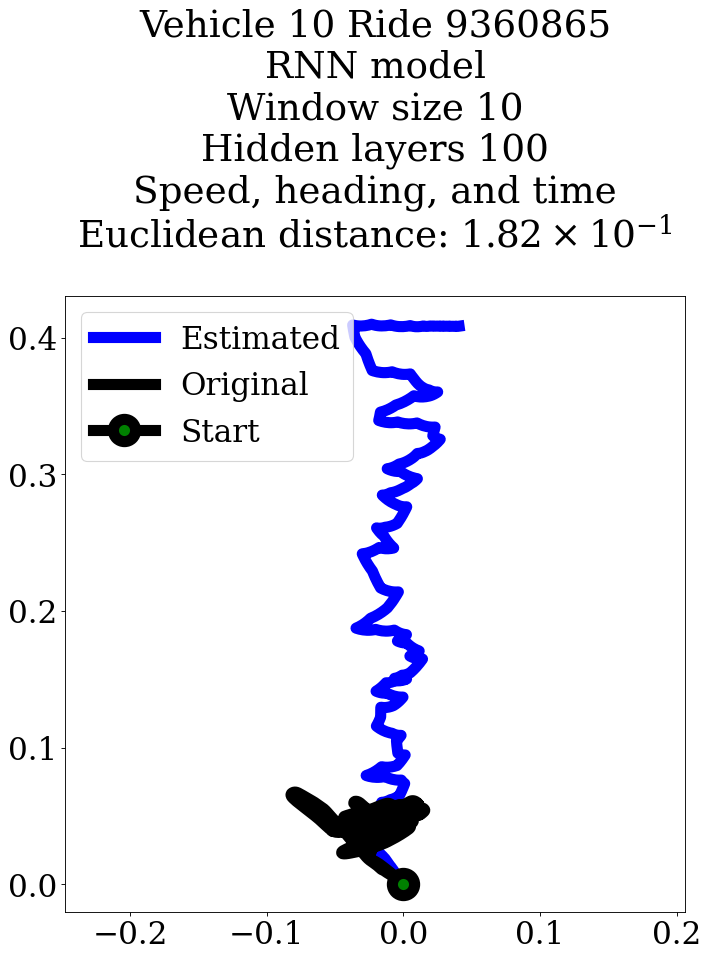 Vehicle 10 Ride 9360865
RNN model
Window size 10
Hidden layers 100
Speed, heading, and time
Euclidean distance: 1.82 × 10⁻¹
Estimated
Original
Start
0.4
0.3
0.2
0.1
0.0
−0.2 −0.1 0.0 0.1 0.2